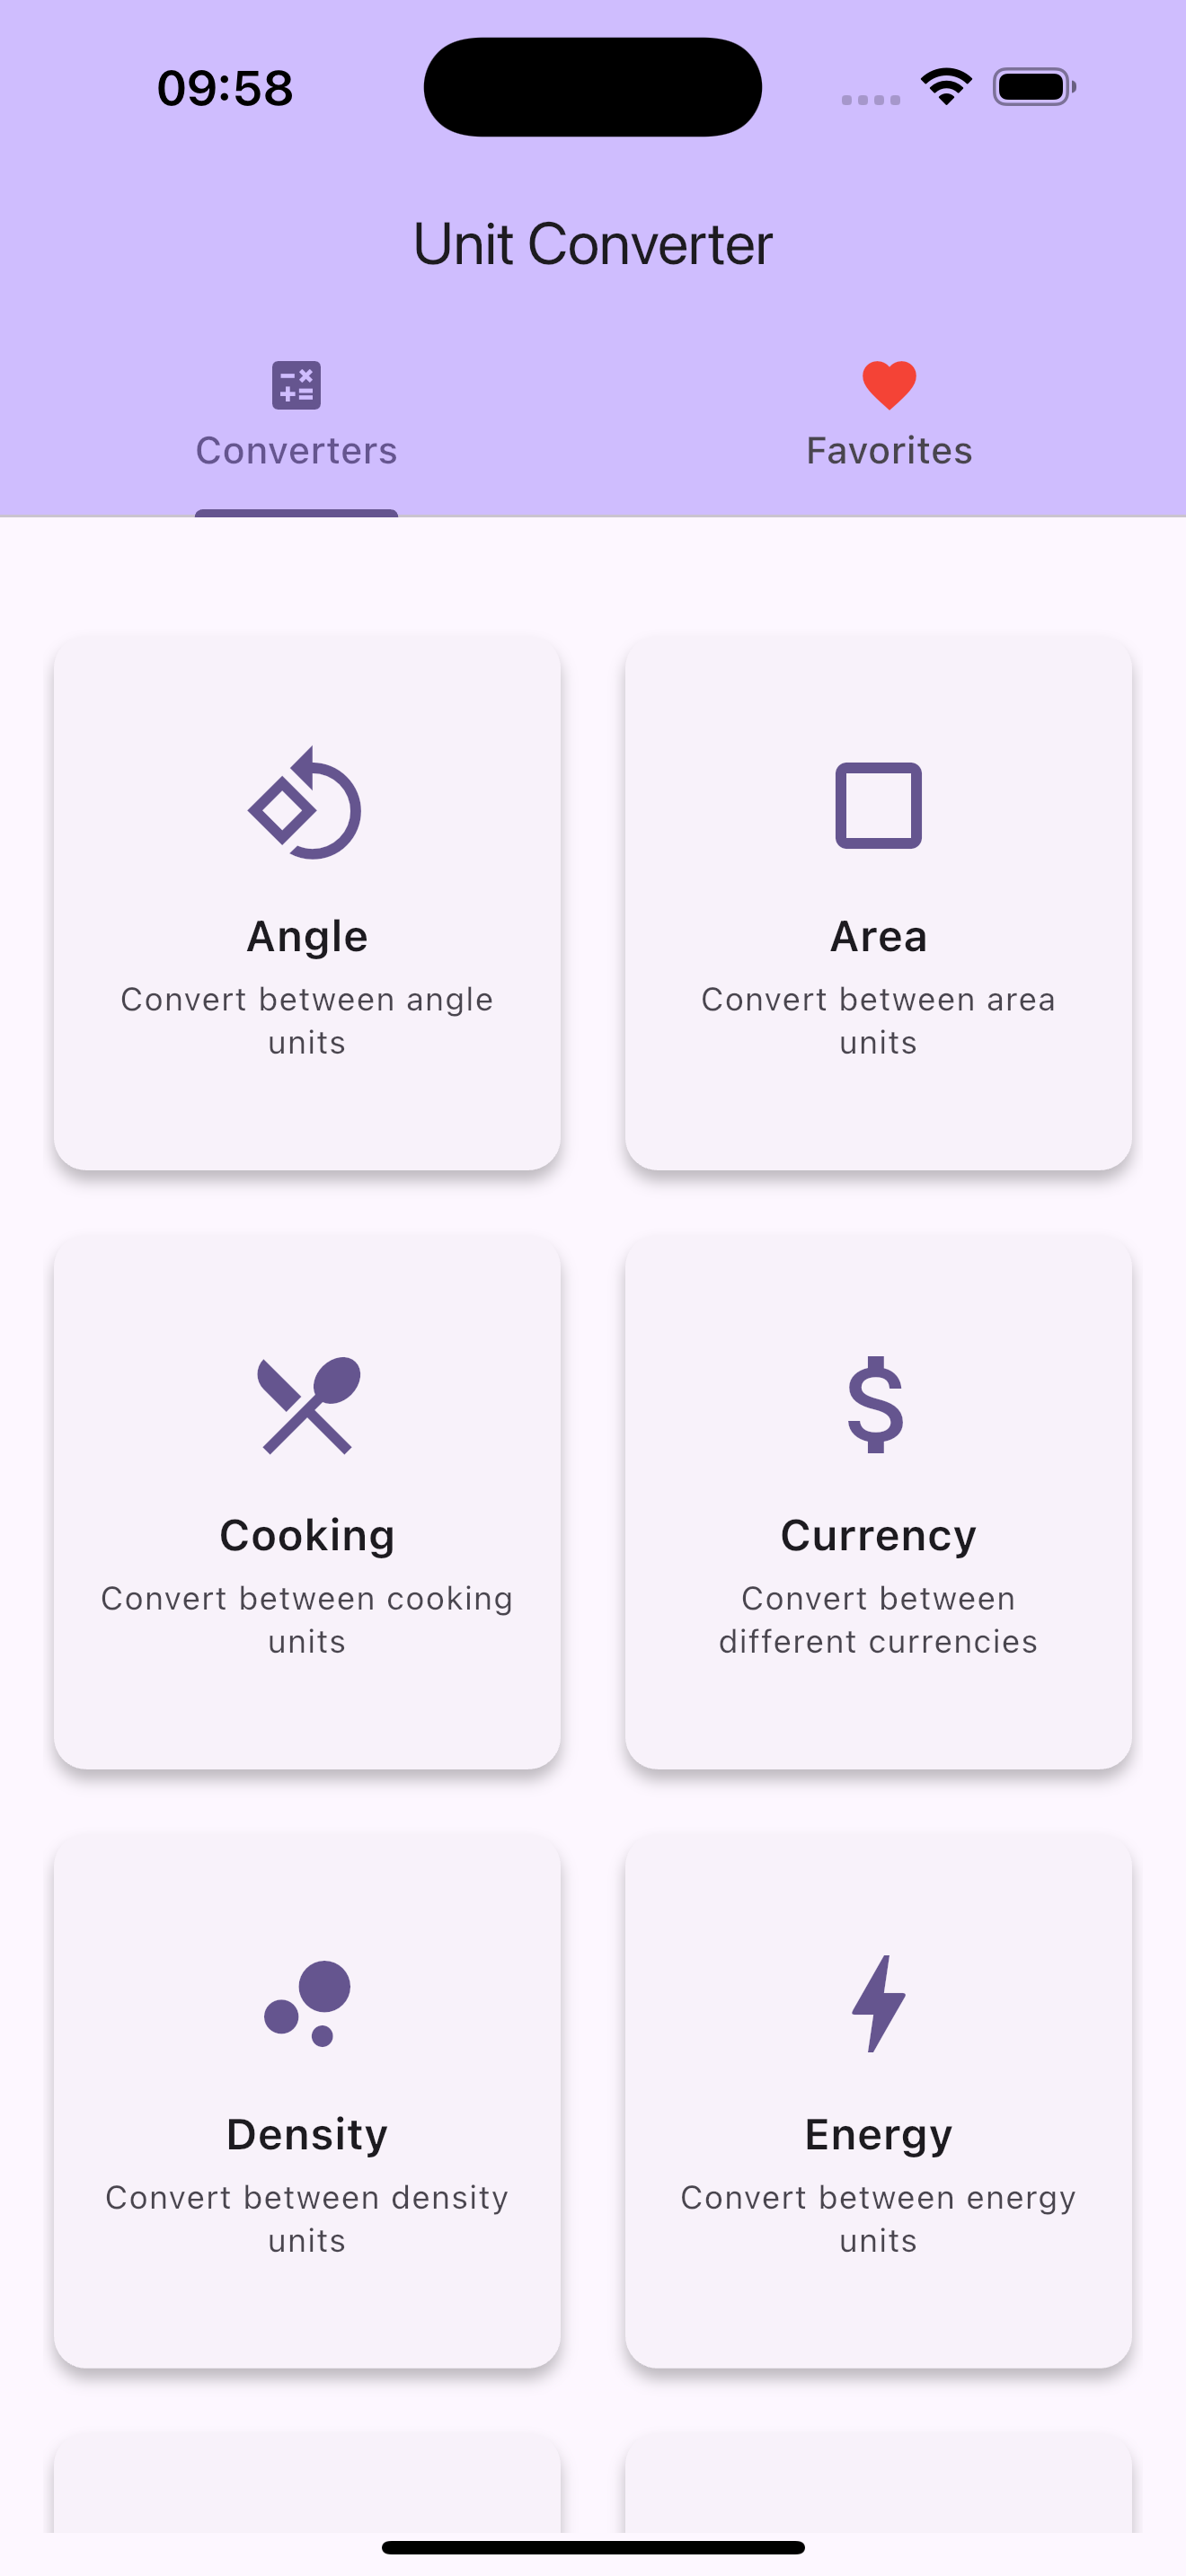 09:58
Unit Converter
Converters
Favorites
Angle
Convert between angle
units
Area
Convert between area
units
Cooking
Convert between cooking
units
Currency
Convert between
different currencies
Density
Convert between density
units
Energy
Convert between energy
units